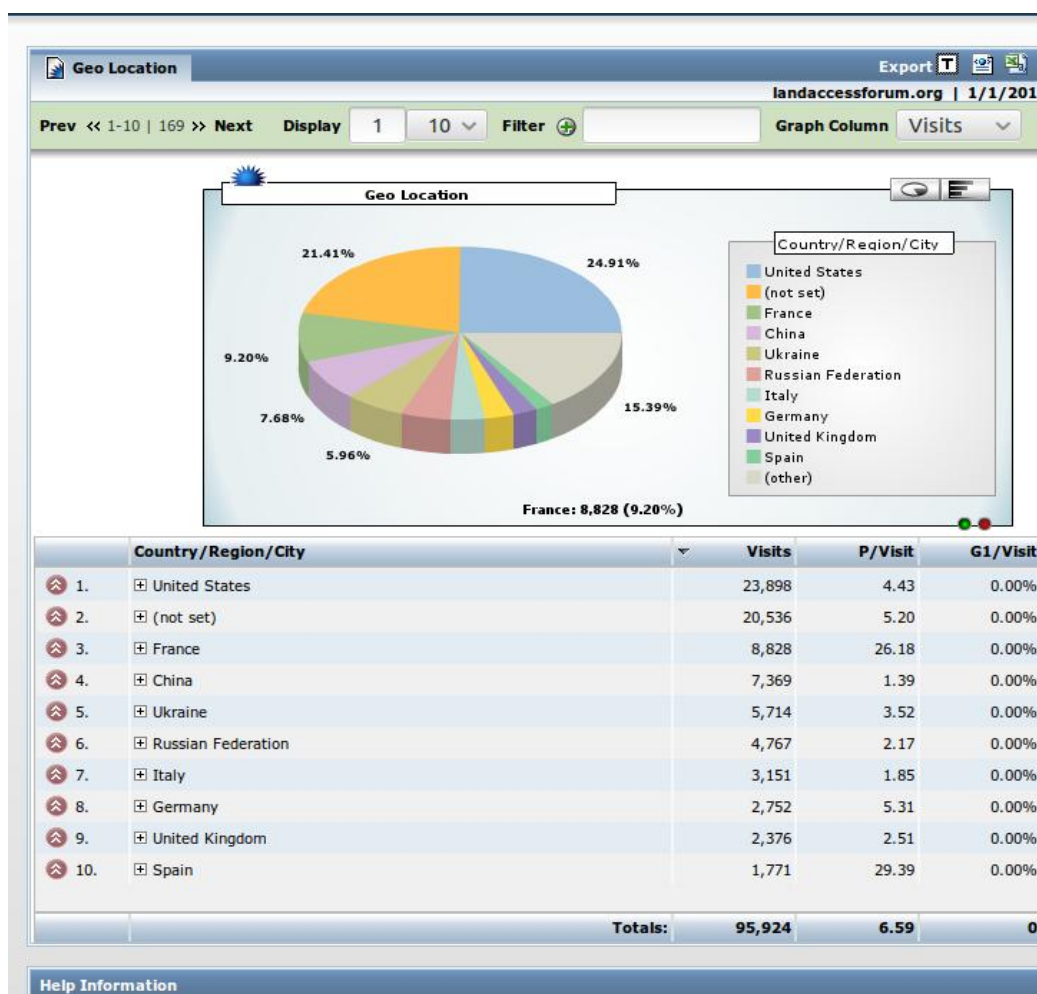 Geo Location Export T
landaccessforum.org | 1/1/201
Prev << 1-10 | 169 >> Next Display 1 10 Filter Graph Column Visits
Geo Location
21.41%
24.91%
9.20%
7.68%
5.96%
15.39%
Country/Region/City
United States
(not set)
France
China
Ukraine
Russian Federation
Italy
Germany
United Kingdom
Spain
(other)
France: 8,828 (9.20%)
Country/Region/City Visits P/Visit G1/Visit
1. United States 23,898 4.43 0.00%
2. (not set) 20,536 5.20 0.00%
3. France 8,828 26.18 0.00%
4. China 7,369 1.39 0.00%
5. Ukraine 5,714 3.52 0.00%
6. Russian Federation 4,767 2.17 0.00%
7. Italy 3,151 1.85 0.00%
8. Germany 2,752 5.31 0.00%
9. United Kingdom 2,376 2.51 0.00%
10. Spain 1,771 29.39 0.00%
Totals: 95,924 6.59 0
Help Information